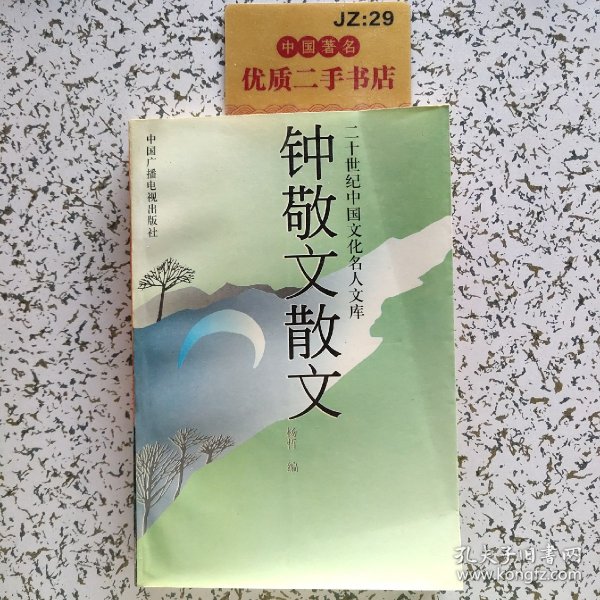 JZ:29
中国著名
优质二手书店
二十世纪中国文化名人文库
钟敬文散文
杨哲 编
中国广播电视出版社
孔夫子旧书网
www.kongfz.com